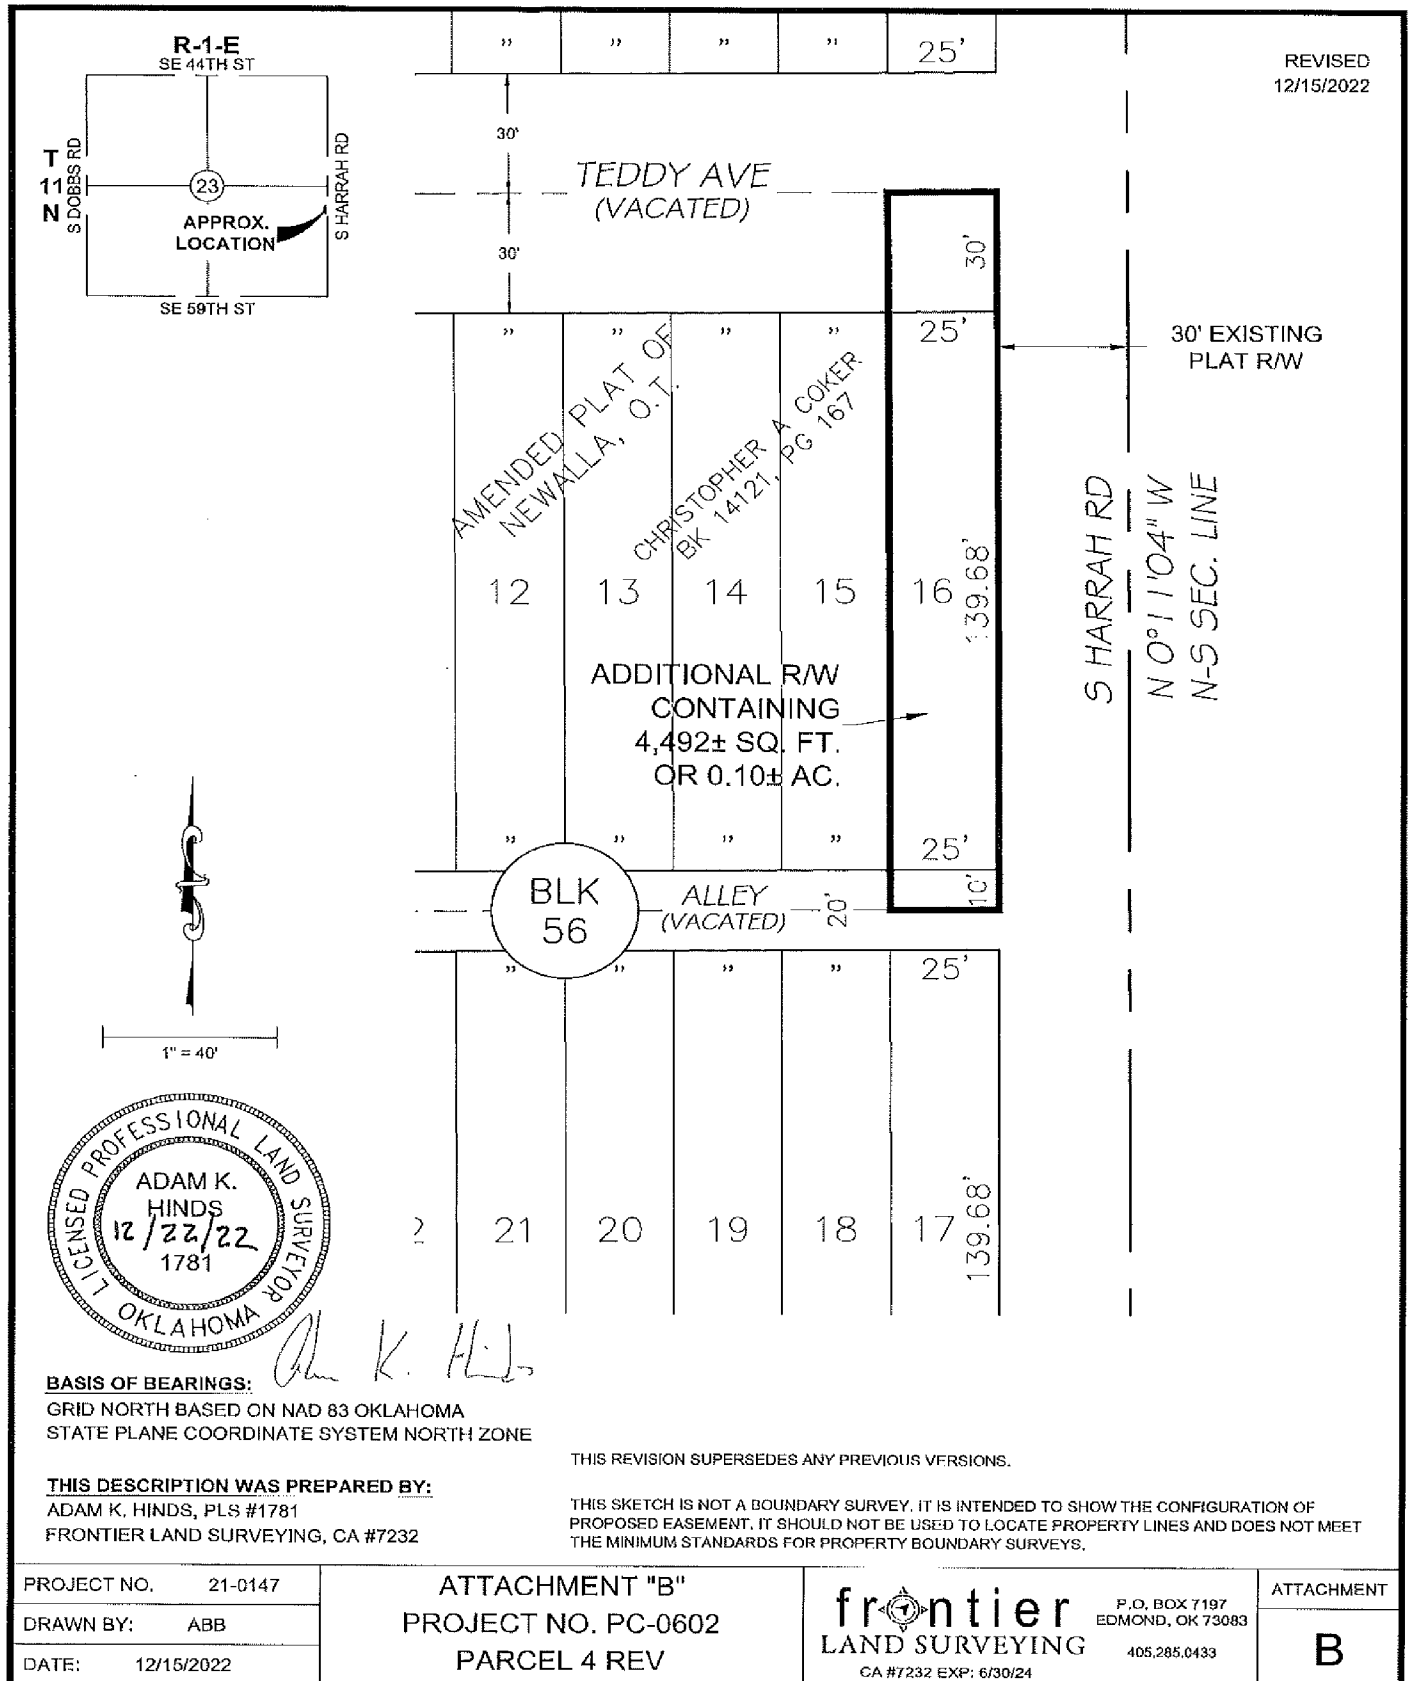 R-1-E
SE 44TH ST
T
11
N
S DOBBS RD
23
S HARRAH RD
APPROX.
LOCATION
SE 59TH ST
REVISED
12/15/2022
" " " " 25'
30'
TEDDY AVE
(VACATED)
30'
30'
" " " " 25'
30' EXISTING
PLAT R/W
AMENDED PLAT OF
NEWALLA, O.T.
CHRISTOPHER A COKER
BK 14121, PG 167
12 13 14 15 16
139.68'
S HARRAH RD
N 0°11'04" W
N-S SEC. LINE
ADDITIONAL R/W
CONTAINING
4,492± SQ. FT.
OR 0.10± AC.
" " " " 25'
BLK
56
ALLEY
(VACATED)
20'
10'
" " " " 25'
1" = 40'
2 21 20 19 18 17
139.68'
LICENSED PROFESSIONAL LAND SURVEYOR
ADAM K.
HINDS
12/22/22
1781
OKLAHOMA
Adam K. Hinds
BASIS OF BEARINGS:
GRID NORTH BASED ON NAD 83 OKLAHOMA
STATE PLANE COORDINATE SYSTEM NORTH ZONE
THIS DESCRIPTION WAS PREPARED BY:
ADAM K. HINDS, PLS #1781
FRONTIER LAND SURVEYING, CA #7232
THIS REVISION SUPERSEDES ANY PREVIOUS VERSIONS.
THIS SKETCH IS NOT A BOUNDARY SURVEY. IT IS INTENDED TO SHOW THE CONFIGURATION OF
PROPOSED EASEMENT. IT SHOULD NOT BE USED TO LOCATE PROPERTY LINES AND DOES NOT MEET
THE MINIMUM STANDARDS FOR PROPERTY BOUNDARY SURVEYS.
PROJECT NO. 21-0147
DRAWN BY: ABB
DATE: 12/15/2022
ATTACHMENT "B"
PROJECT NO. PC-0602
PARCEL 4 REV
frontier
LAND SURVEYING
CA #7232 EXP: 6/30/24
P.O. BOX 7197
EDMOND, OK 73083
405.285.0433
ATTACHMENT
B